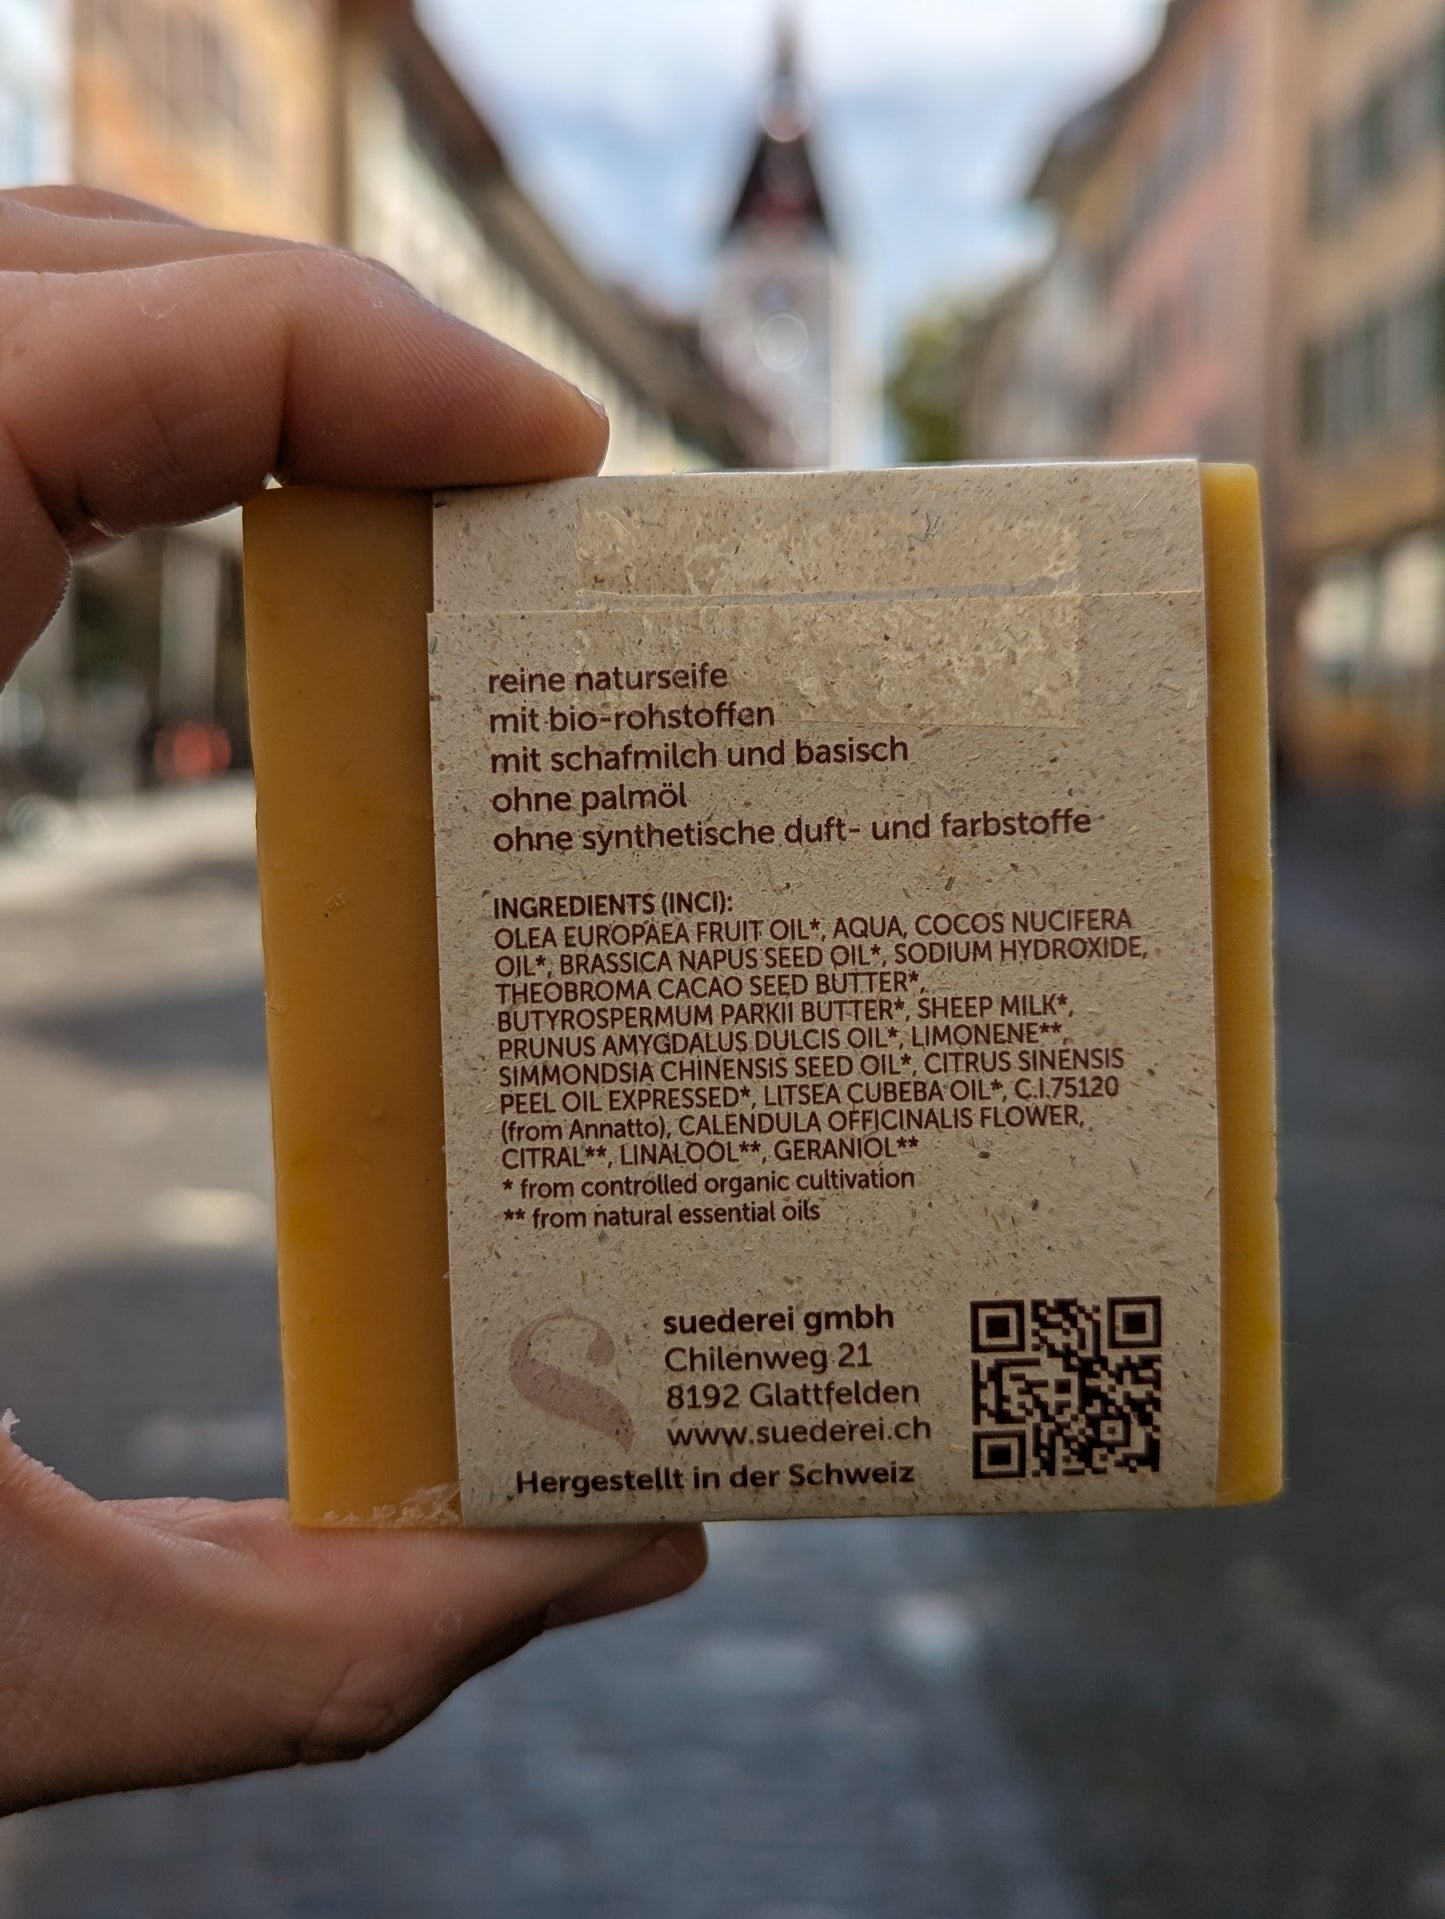 reine naturseife
mit bio-rohstoffen
mit schafmilch und basisch
ohne palmöl
ohne synthetische duft- und farbstoffe
INGREDIENTS (INCI):
OLEA EUROPAEA FRUIT OIL*, AQUA, COCOS NUCIFERA
OIL*, BRASSICA NAPUS SEED OIL*, SODIUM HYDROXIDE,
THEOBROMA CACAO SEED BUTTER*,
BUTYROSPERMUM PARKII BUTTER*, SHEEP MILK*,
PRUNUS AMYGDALUS DULCIS OIL*, LIMONENE**,
SIMMONDSIA CHINENSIS SEED OIL*, CITRUS SINENSIS
PEEL OIL EXPRESSED*, LITSEA CUBEBA OIL*, C.I.75120
(from Annatto), CALENDULA OFFICINALIS FLOWER,
CITRAL**, LINALOOL**, GERANIOL**
* from controlled organic cultivation
** from natural essential oils
suederei gmbh
Chilenweg 21
8192 Glattfelden
www.suederei.ch
Hergestellt in der Schweiz